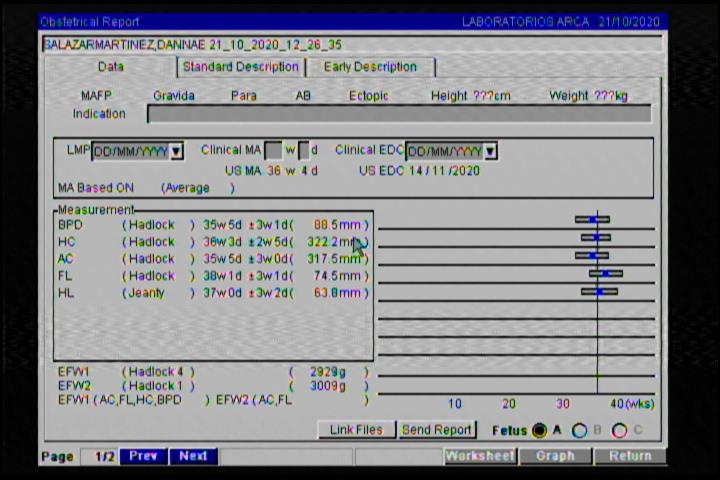 Obstetrical Report LABORATORIOS ARCA 21/10/2020
SALAZARMARTINEZ,DANNAE 21_10_2020_12_26_35
Data Standard Description Early Description
MAFP Gravida Para AB Ectopic Height ???cm Weight ???kg
Indication
LMP DD/MM/YYYY Clinical MA w d Clinical EDC DD/MM/YYYY
US MA 36 w 4 d US EDC 14/11/2020
MA Based ON (Average )
Measurement
BPD (Hadlock ) 35w5d ±3w1d( 88.5mm)
HC (Hadlock ) 36w3d ±2w5d( 322.2mm)
AC (Hadlock ) 35w5d ±3w0d( 317.5mm)
FL (Hadlock ) 38w1d ±3w1d( 74.5mm)
HL (Jeanty ) 37w0d ±3w2d( 63.8mm)
EFW1 (Hadlock 4 ) ( 2929g )
EFW2 (Hadlock 1 ) ( 3009g )
EFW1 (AC,FL,HC,BPD ) EFW2 (AC,FL )
10 20 30 40(wks)
Link Files Send Report Fetus A B C
Page 1/2 Prev Next Worksheet Graph Return